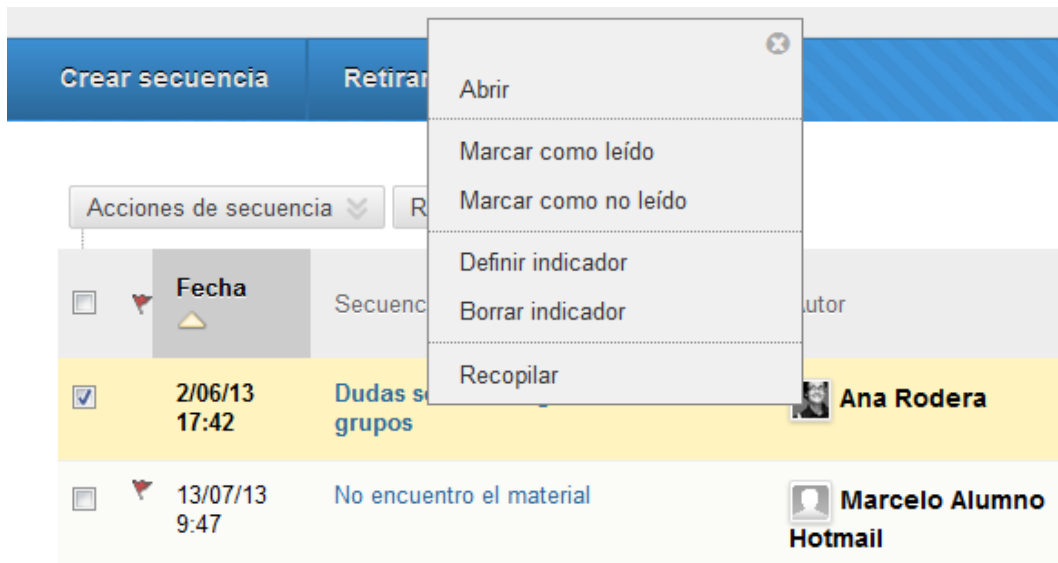 Crear secuencia
Retirar
Abrir
Marcar como leído
Marcar como no leído
Definir indicador
Borrar indicador
Recopilar
Acciones de secuencia
Fecha
Autor
2/06/13
17:42
Dudas
grupos
Ana Rodera
13/07/13
9:47
No encuentro el material
Marcelo Alumno
Hotmail